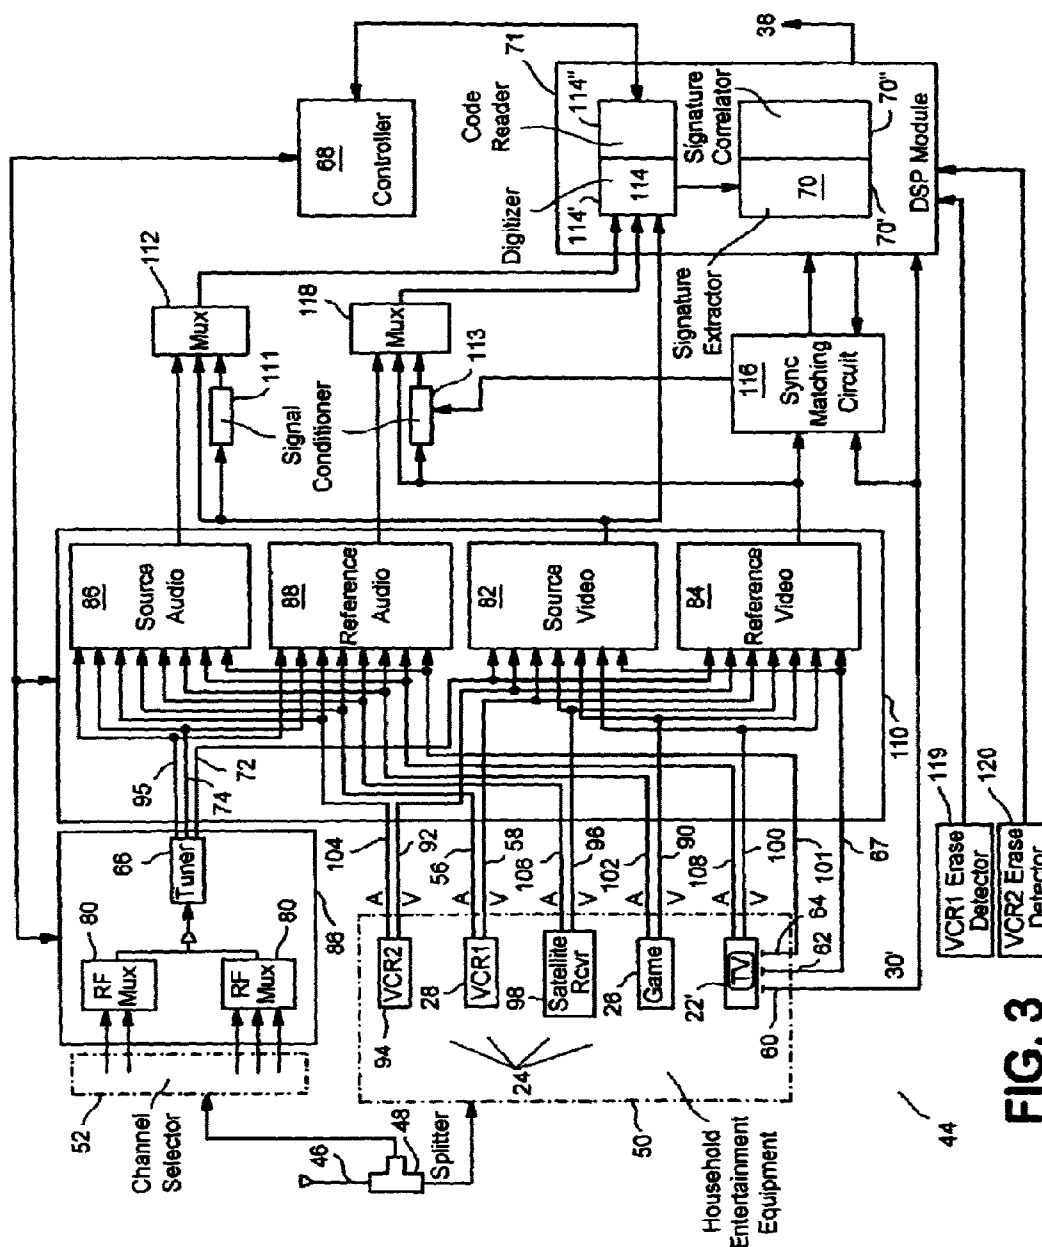 52
Channel
Selector
RF
Mux
80
RF
Mux
80
88
Tuner
66
95
74
72
46
48
Splitter
50
Household
Entertainment
Equipment
24
94
VCR2
28
VCR1
98
Satellite
Rcvr
26
Game
22'
TV
60
62
64
A
V
A
V
A
V
A
V
A
V
104
92
56
58
106
96
102
90
108
100
101
67
30'
110
86
Source
Audio
88
Reference
Audio
82
Source
Video
84
Reference
Video
112
Mux
111
Signal
Conditioner
118
Mux
113
116
Sync
Matching
Circuit
68
Controller
71
Code
Reader
114"
Digitizer
114'
114
Signature
Correlator
Signature
Extractor
70
70'
70"
DSP Module
38
VCR1 Erase
Detector
119
VCR2 Erase
Detector
120
44
FIG. 3